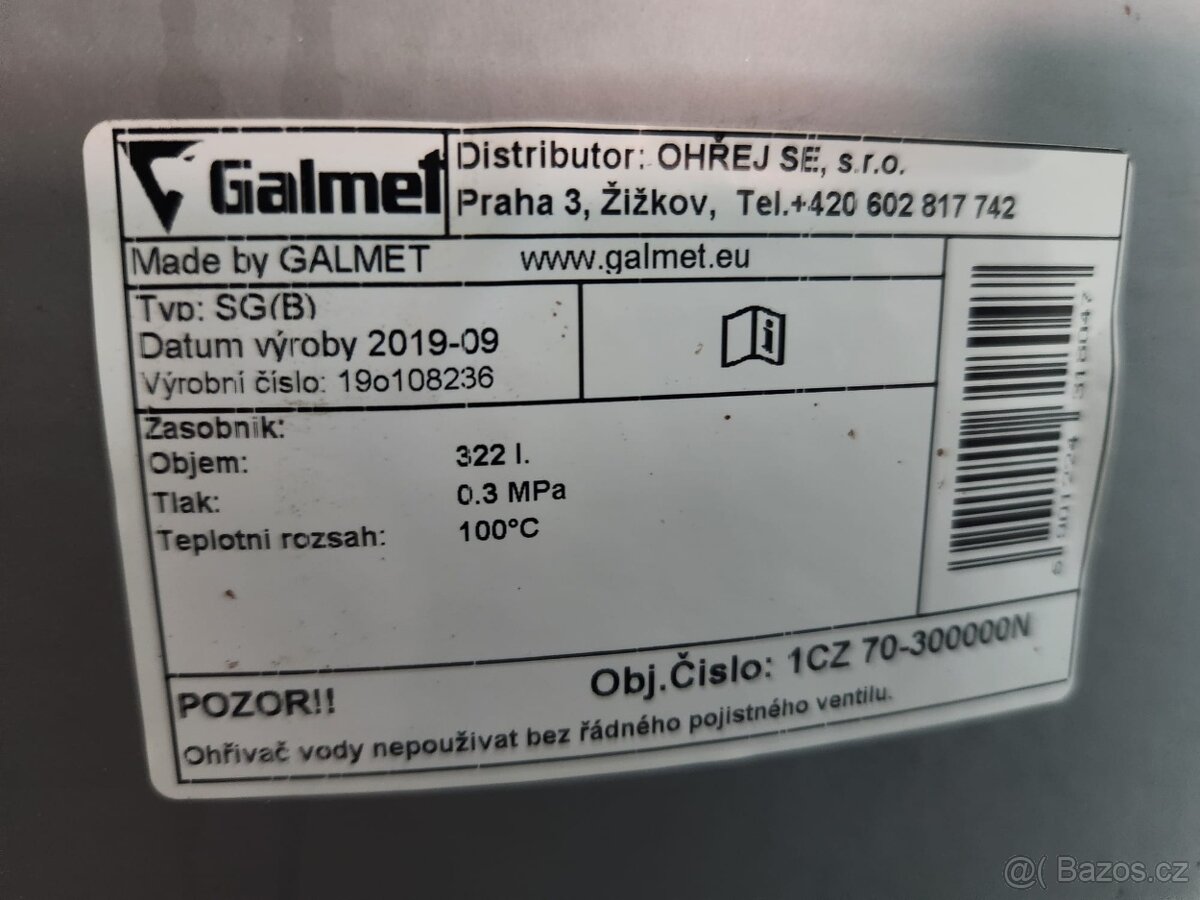 Galmet
Distributor: OHŘEJ SE, s.r.o.
Praha 3, Žižkov, Tel.+420 602 817 742
Made by GALMET www.galmet.eu
Typ: SG(B)
Datum výroby 2019-09
Výrobní číslo: 19o108236
i
Zasobnik:
Objem: 322 l.
Tlak: 0.3 MPa
Teplotni rozsah: 100°C
Obj.Čislo: 1CZ 70-300000N
POZOR!!
Ohřivač vody nepouživat bez řádného pojistného ventilu.
@( Bazos.cz